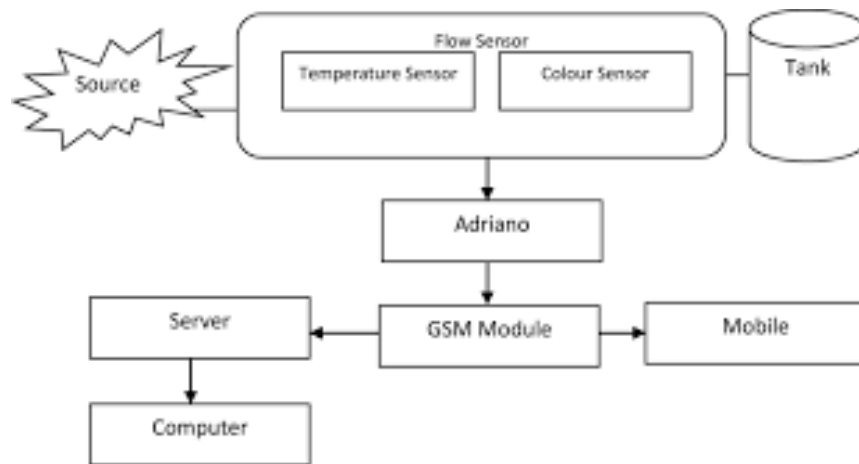 Flow Sensor
Source
Temperature Sensor
Colour Sensor
Tank
Adriano
Server
GSM Module
Mobile
Computer